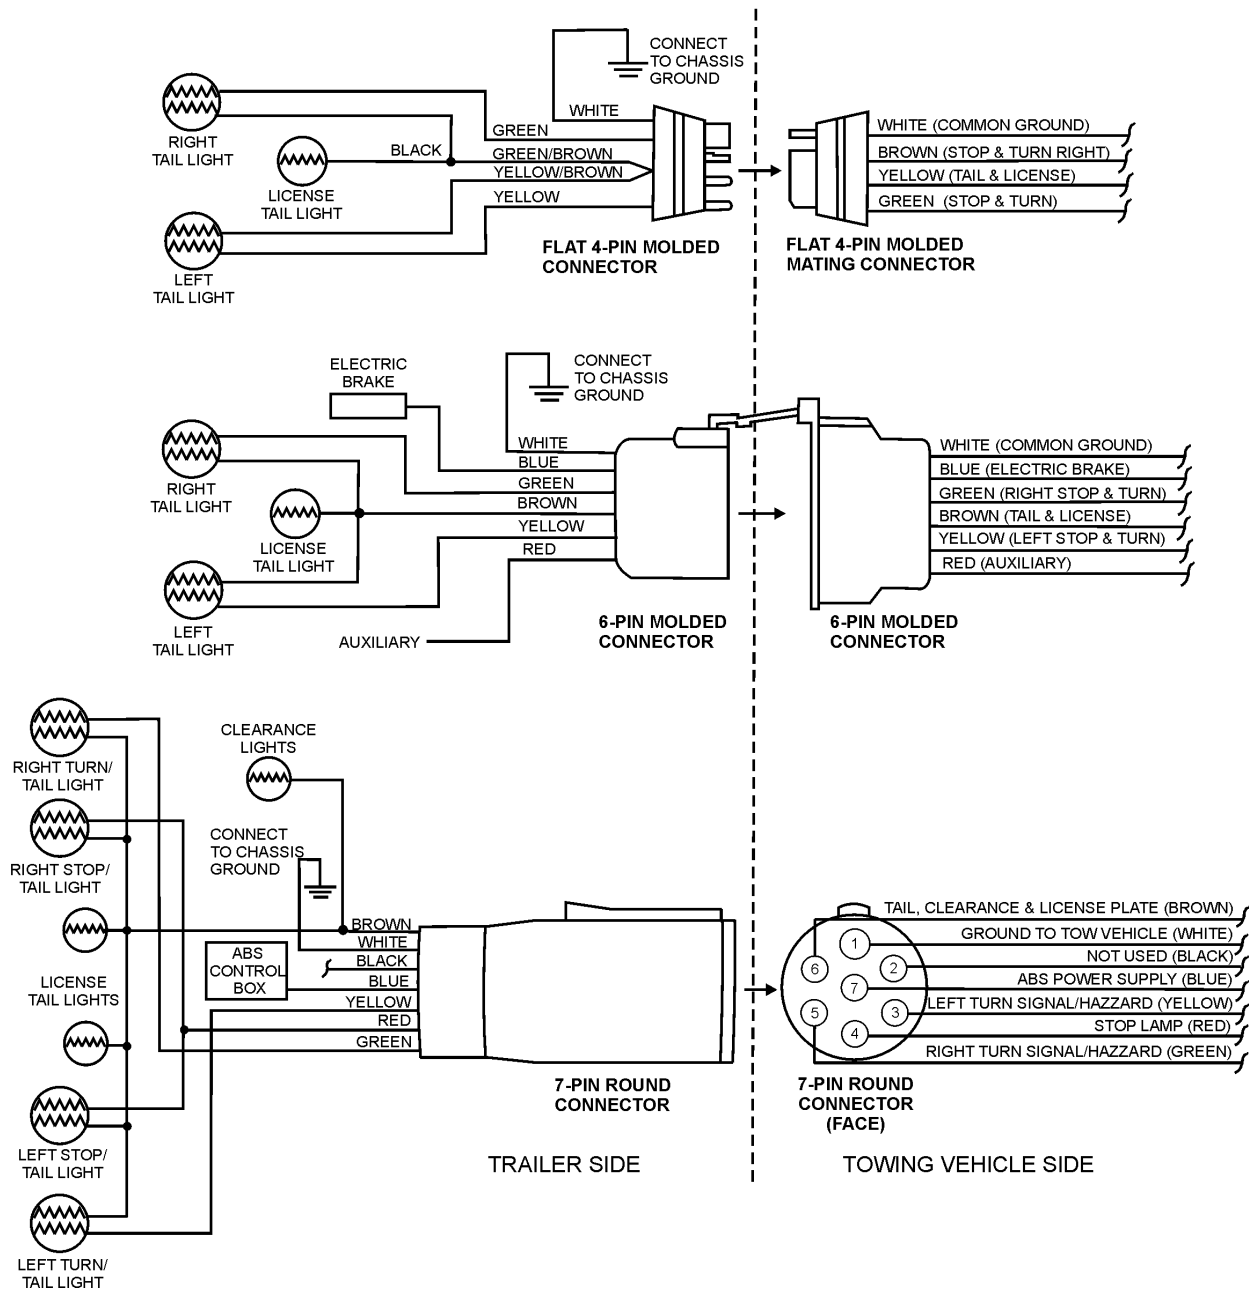 CONNECT
TO CHASSIS
GROUND
WHITE
GREEN
RIGHT
TAIL LIGHT
BLACK
GREEN/BROWN
YELLOW/BROWN
LICENSE
TAIL LIGHT
YELLOW
LEFT
TAIL LIGHT
FLAT 4-PIN MOLDED
CONNECTOR
WHITE (COMMON GROUND)
BROWN (STOP & TURN RIGHT)
YELLOW (TAIL & LICENSE)
GREEN (STOP & TURN)
FLAT 4-PIN MOLDED
MATING CONNECTOR
ELECTRIC
BRAKE
CONNECT
TO CHASSIS
GROUND
WHITE
BLUE
GREEN
BROWN
YELLOW
RED
RIGHT
TAIL LIGHT
LICENSE
TAIL LIGHT
LEFT
TAIL LIGHT
AUXILIARY
6-PIN MOLDED
CONNECTOR
WHITE (COMMON GROUND)
BLUE (ELECTRIC BRAKE)
GREEN (RIGHT STOP & TURN)
BROWN (TAIL & LICENSE)
YELLOW (LEFT STOP & TURN)
RED (AUXILIARY)
6-PIN MOLDED
CONNECTOR
RIGHT TURN/
TAIL LIGHT
CLEARANCE
LIGHTS
RIGHT STOP/
TAIL LIGHT
CONNECT
TO CHASSIS
GROUND
LICENSE
TAIL LIGHTS
ABS
CONTROL
BOX
BROWN
WHITE
BLACK
BLUE
YELLOW
RED
GREEN
LEFT STOP/
TAIL LIGHT
LEFT TURN/
TAIL LIGHT
7-PIN ROUND
CONNECTOR
1
2
3
4
5
6
7
TAIL, CLEARANCE & LICENSE PLATE (BROWN)
GROUND TO TOW VEHICLE (WHITE)
NOT USED (BLACK)
ABS POWER SUPPLY (BLUE)
LEFT TURN SIGNAL/HAZZARD (YELLOW)
STOP LAMP (RED)
RIGHT TURN SIGNAL/HAZZARD (GREEN)
7-PIN ROUND
CONNECTOR
(FACE)
TRAILER SIDE
TOWING VEHICLE SIDE